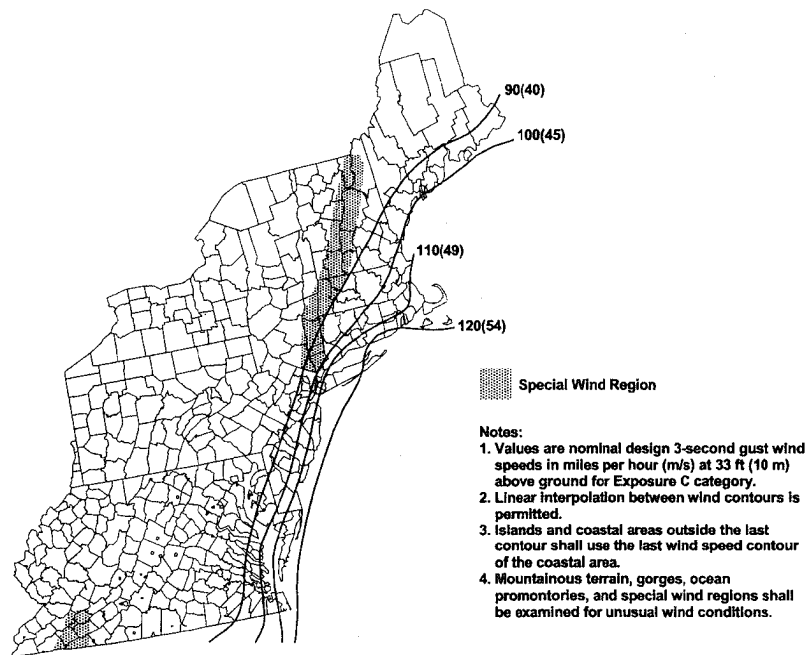 90(40)
100(45)
110(49)
120(54)
Special Wind Region
Notes:
1. Values are nominal design 3-second gust wind
speeds in miles per hour (m/s) at 33 ft (10 m)
above ground for Exposure C category.
2. Linear interpolation between wind contours is
permitted.
3. Islands and coastal areas outside the last
contour shall use the last wind speed contour
of the coastal area.
4. Mountainous terrain, gorges, ocean
promontories, and special wind regions shall
be examined for unusual wind conditions.